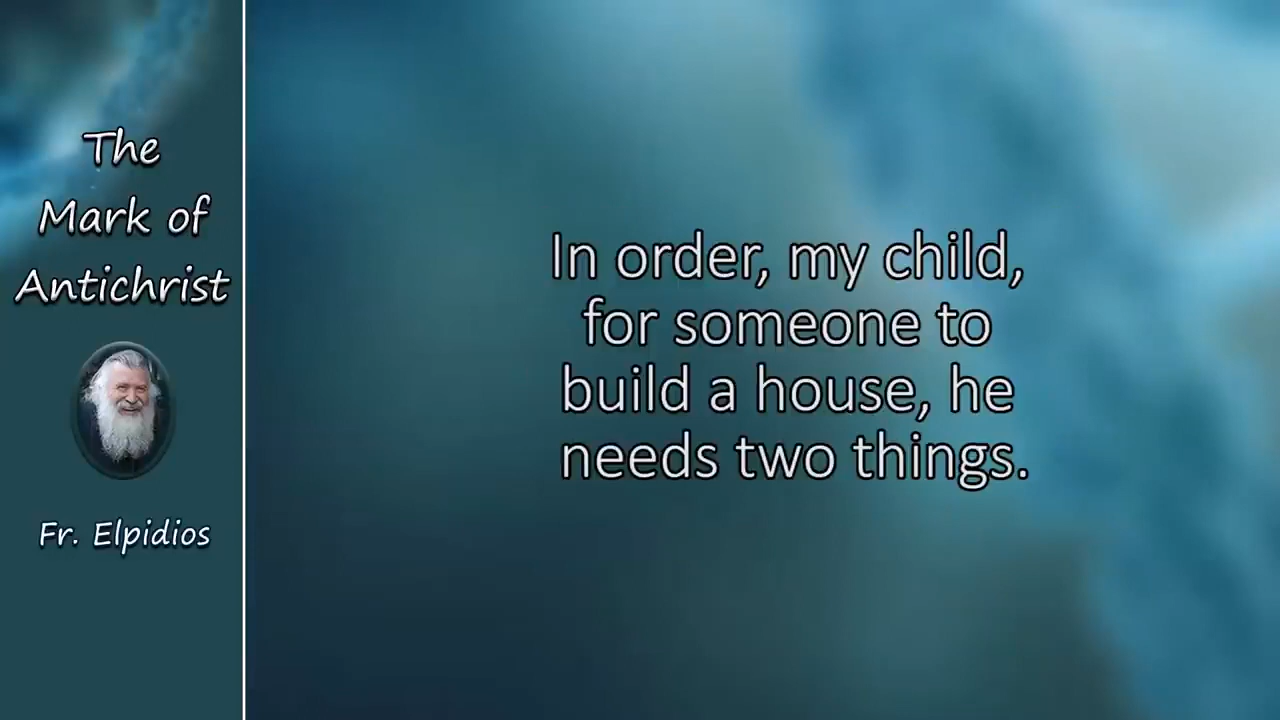 The
Mark of
Antichrist
Fr. Elpidios
In order, my child,
for someone to
build a house, he
needs two things.